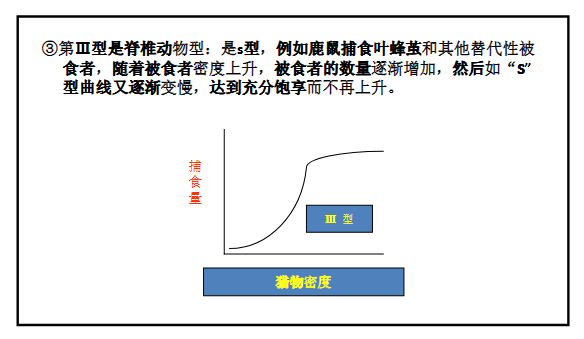 ③第Ⅲ型是脊椎动物型：是s型，例如鹿鼠捕食叶蜂茧和其他替代性被
食者，随着被食者密度上升，被食者的数量逐渐增加，然后如“S”
型曲线又逐渐变慢，达到充分饱享而不再上升。
捕
食
量
Ⅲ 型
猎物密度